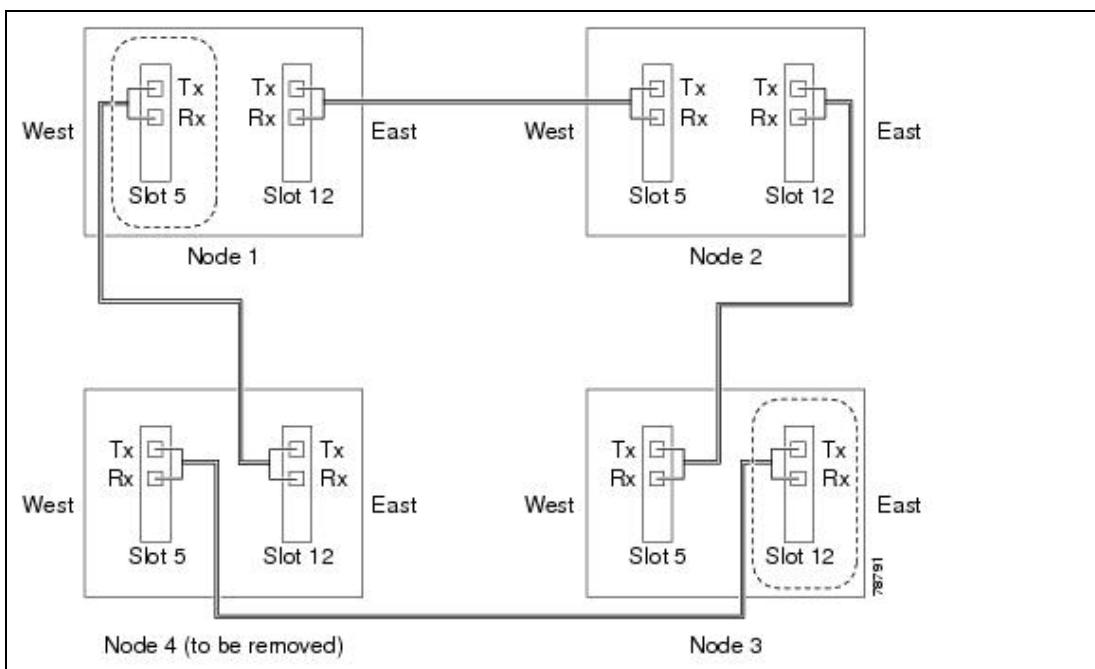 Tx Tx Tx Tx
Rx Rx Rx Rx
West East West East
Slot 5 Slot 12 Slot 5 Slot 12
Node 1 Node 2
Tx Tx Tx Tx
Rx Rx Rx Rx
West East West East
Slot 5 Slot 12 Slot 5 Slot 12
78791
Node 4 (to be removed) Node 3